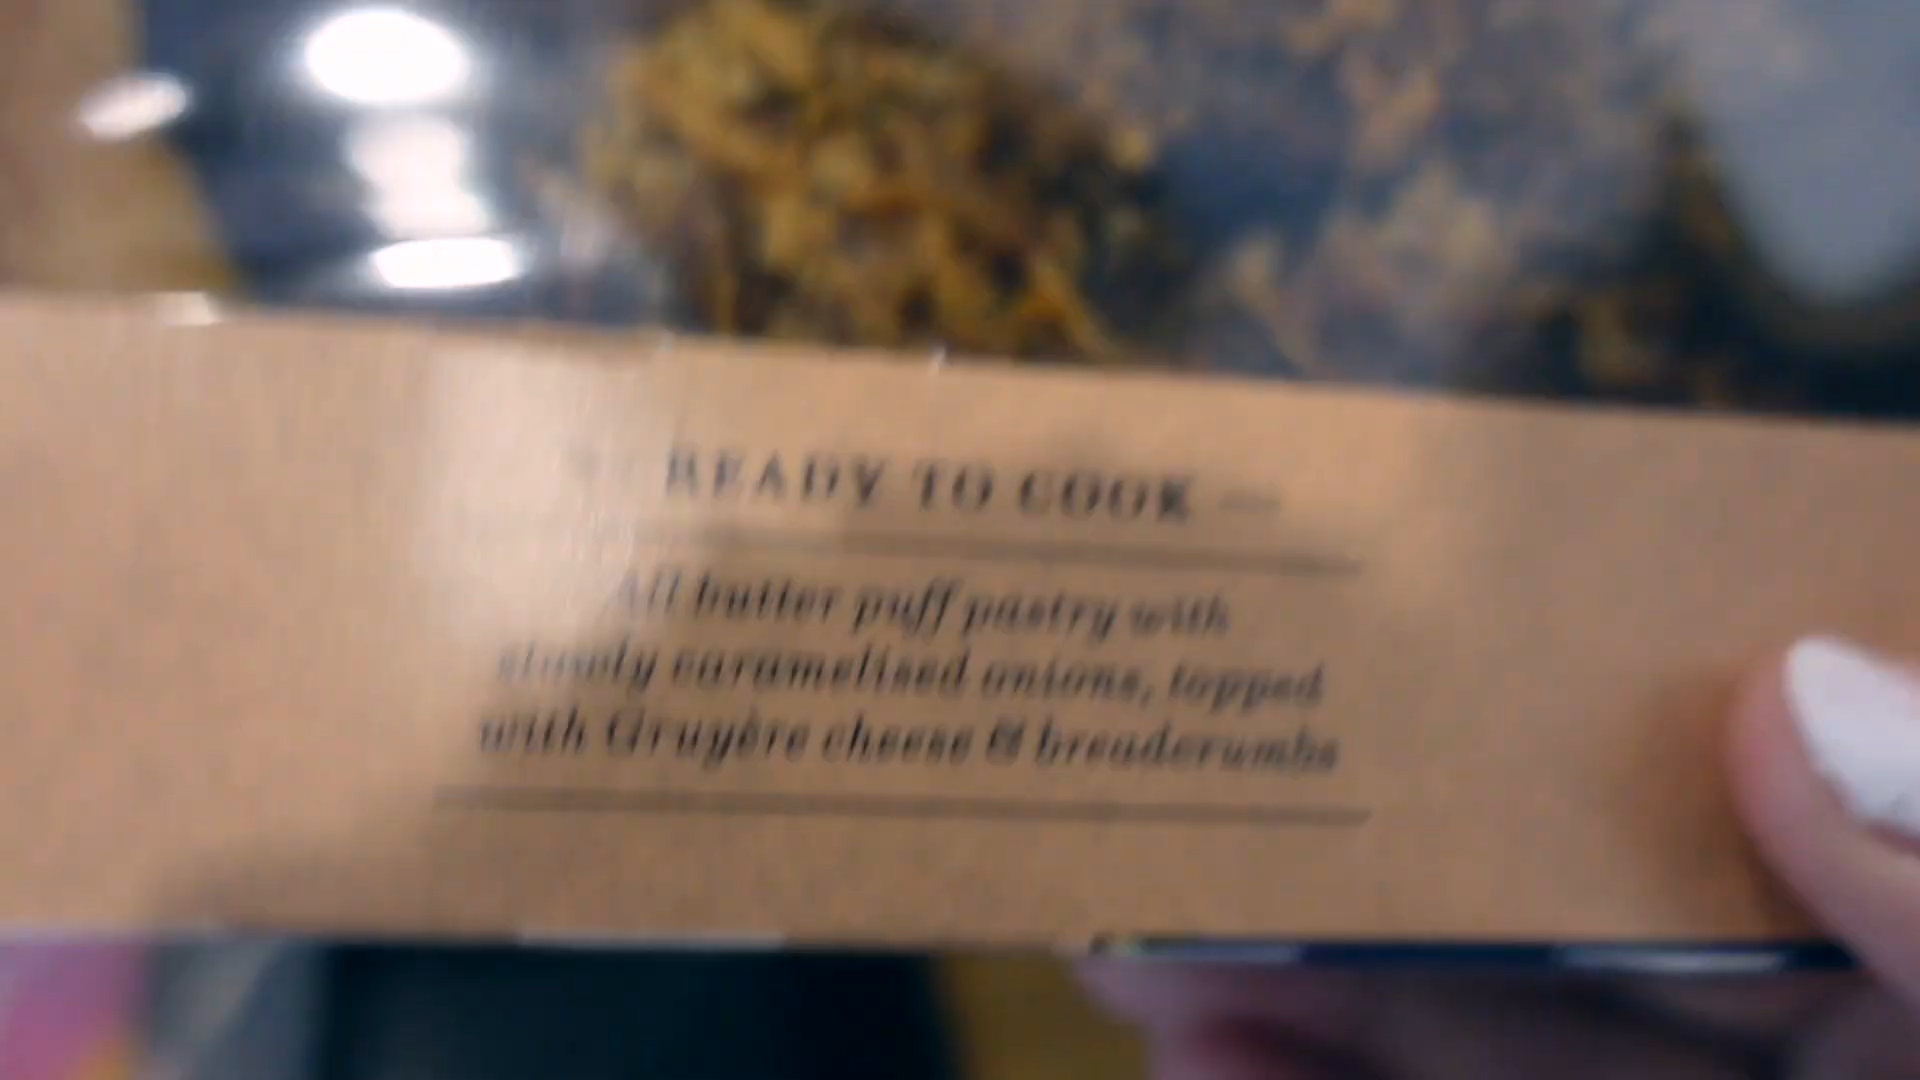 READY TO COOK —
All butter puff pastry with
slowly caramelised onions, topped
with Gruyère cheese & breadcrumbs